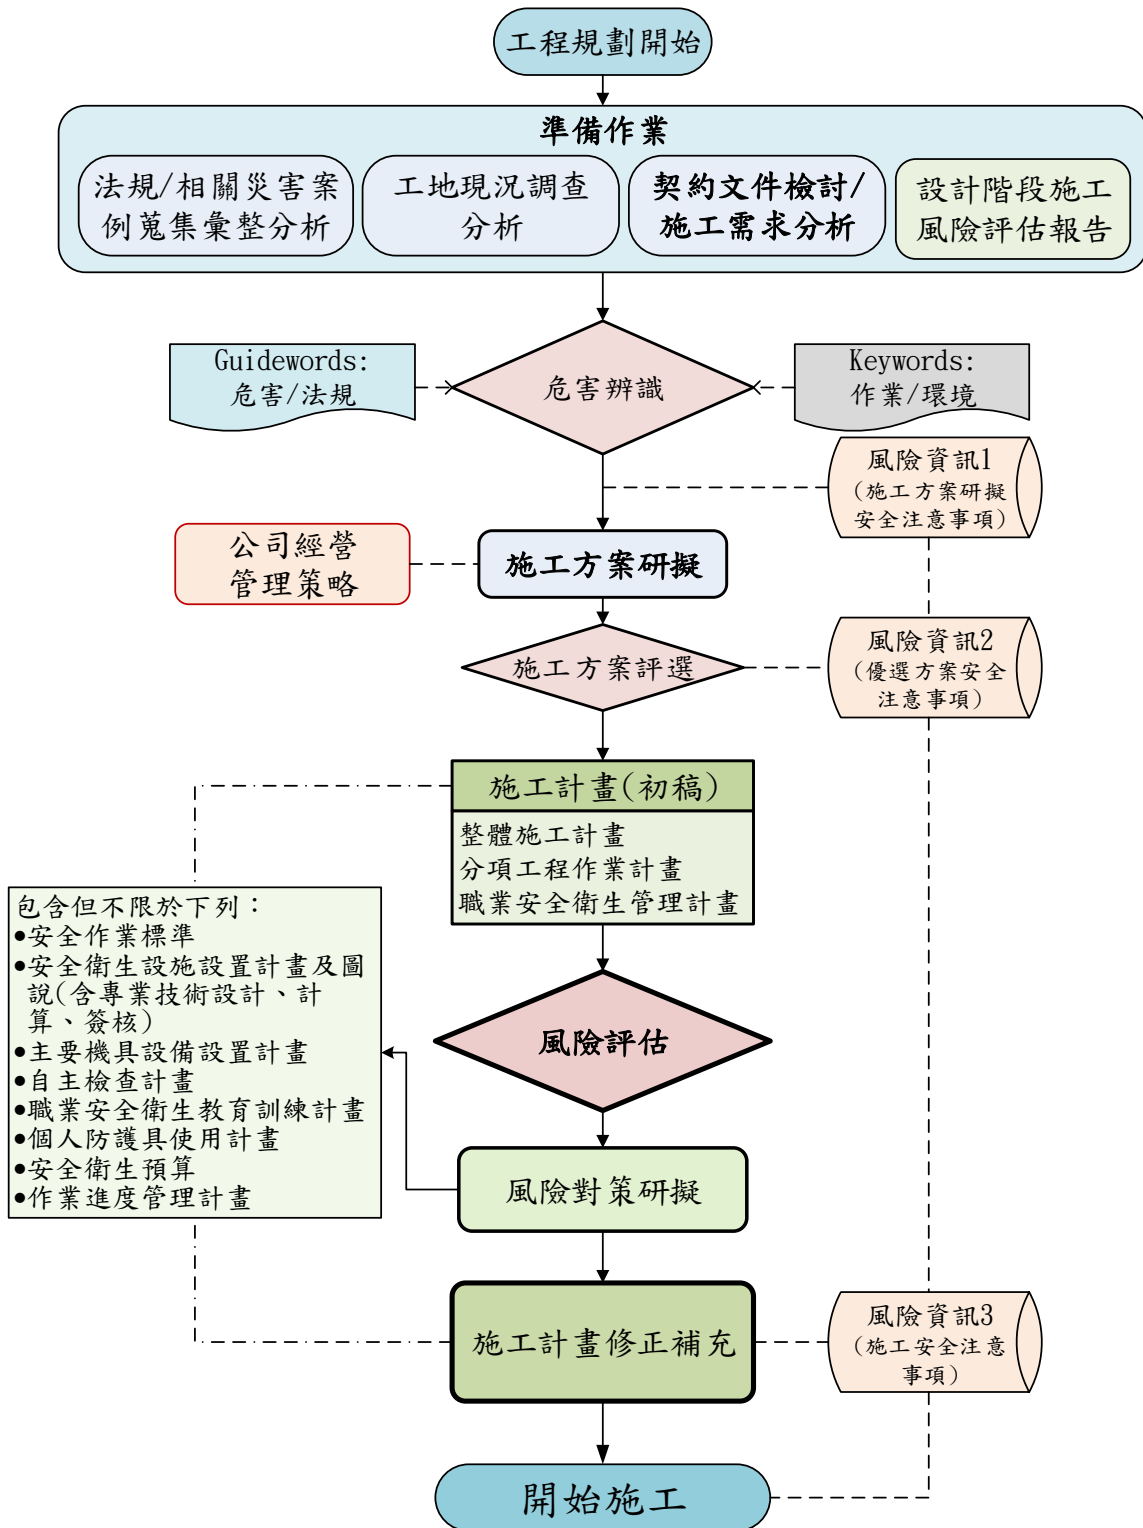 工程規劃開始
準備作業
法規/相關災害案
例蒐集彙整分析
工地現況調查
分析
契約文件檢討/
施工需求分析
設計階段施工
風險評估報告
Guidewords:
危害/法規
危害辨識
Keywords:
作業/環境
風險資訊1
(施工方案研擬
安全注意事項)
公司經營
管理策略
施工方案研擬
施工方案評選
風險資訊2
(優選方案安全
注意事項)
施工計畫(初稿)
整體施工計畫
分項工程作業計畫
職業安全衛生管理計畫
包含但不限於下列：
●安全作業標準
●安全衛生設施設置計畫及圖
說(含專業技術設計、計
算、簽核)
●主要機具設備設置計畫
●自主檢查計畫
●職業安全衛生教育訓練計畫
●個人防護具使用計畫
●安全衛生預算
●作業進度管理計畫
風險評估
風險對策研擬
施工計畫修正補充
風險資訊3
(施工安全注意
事項)
開始施工